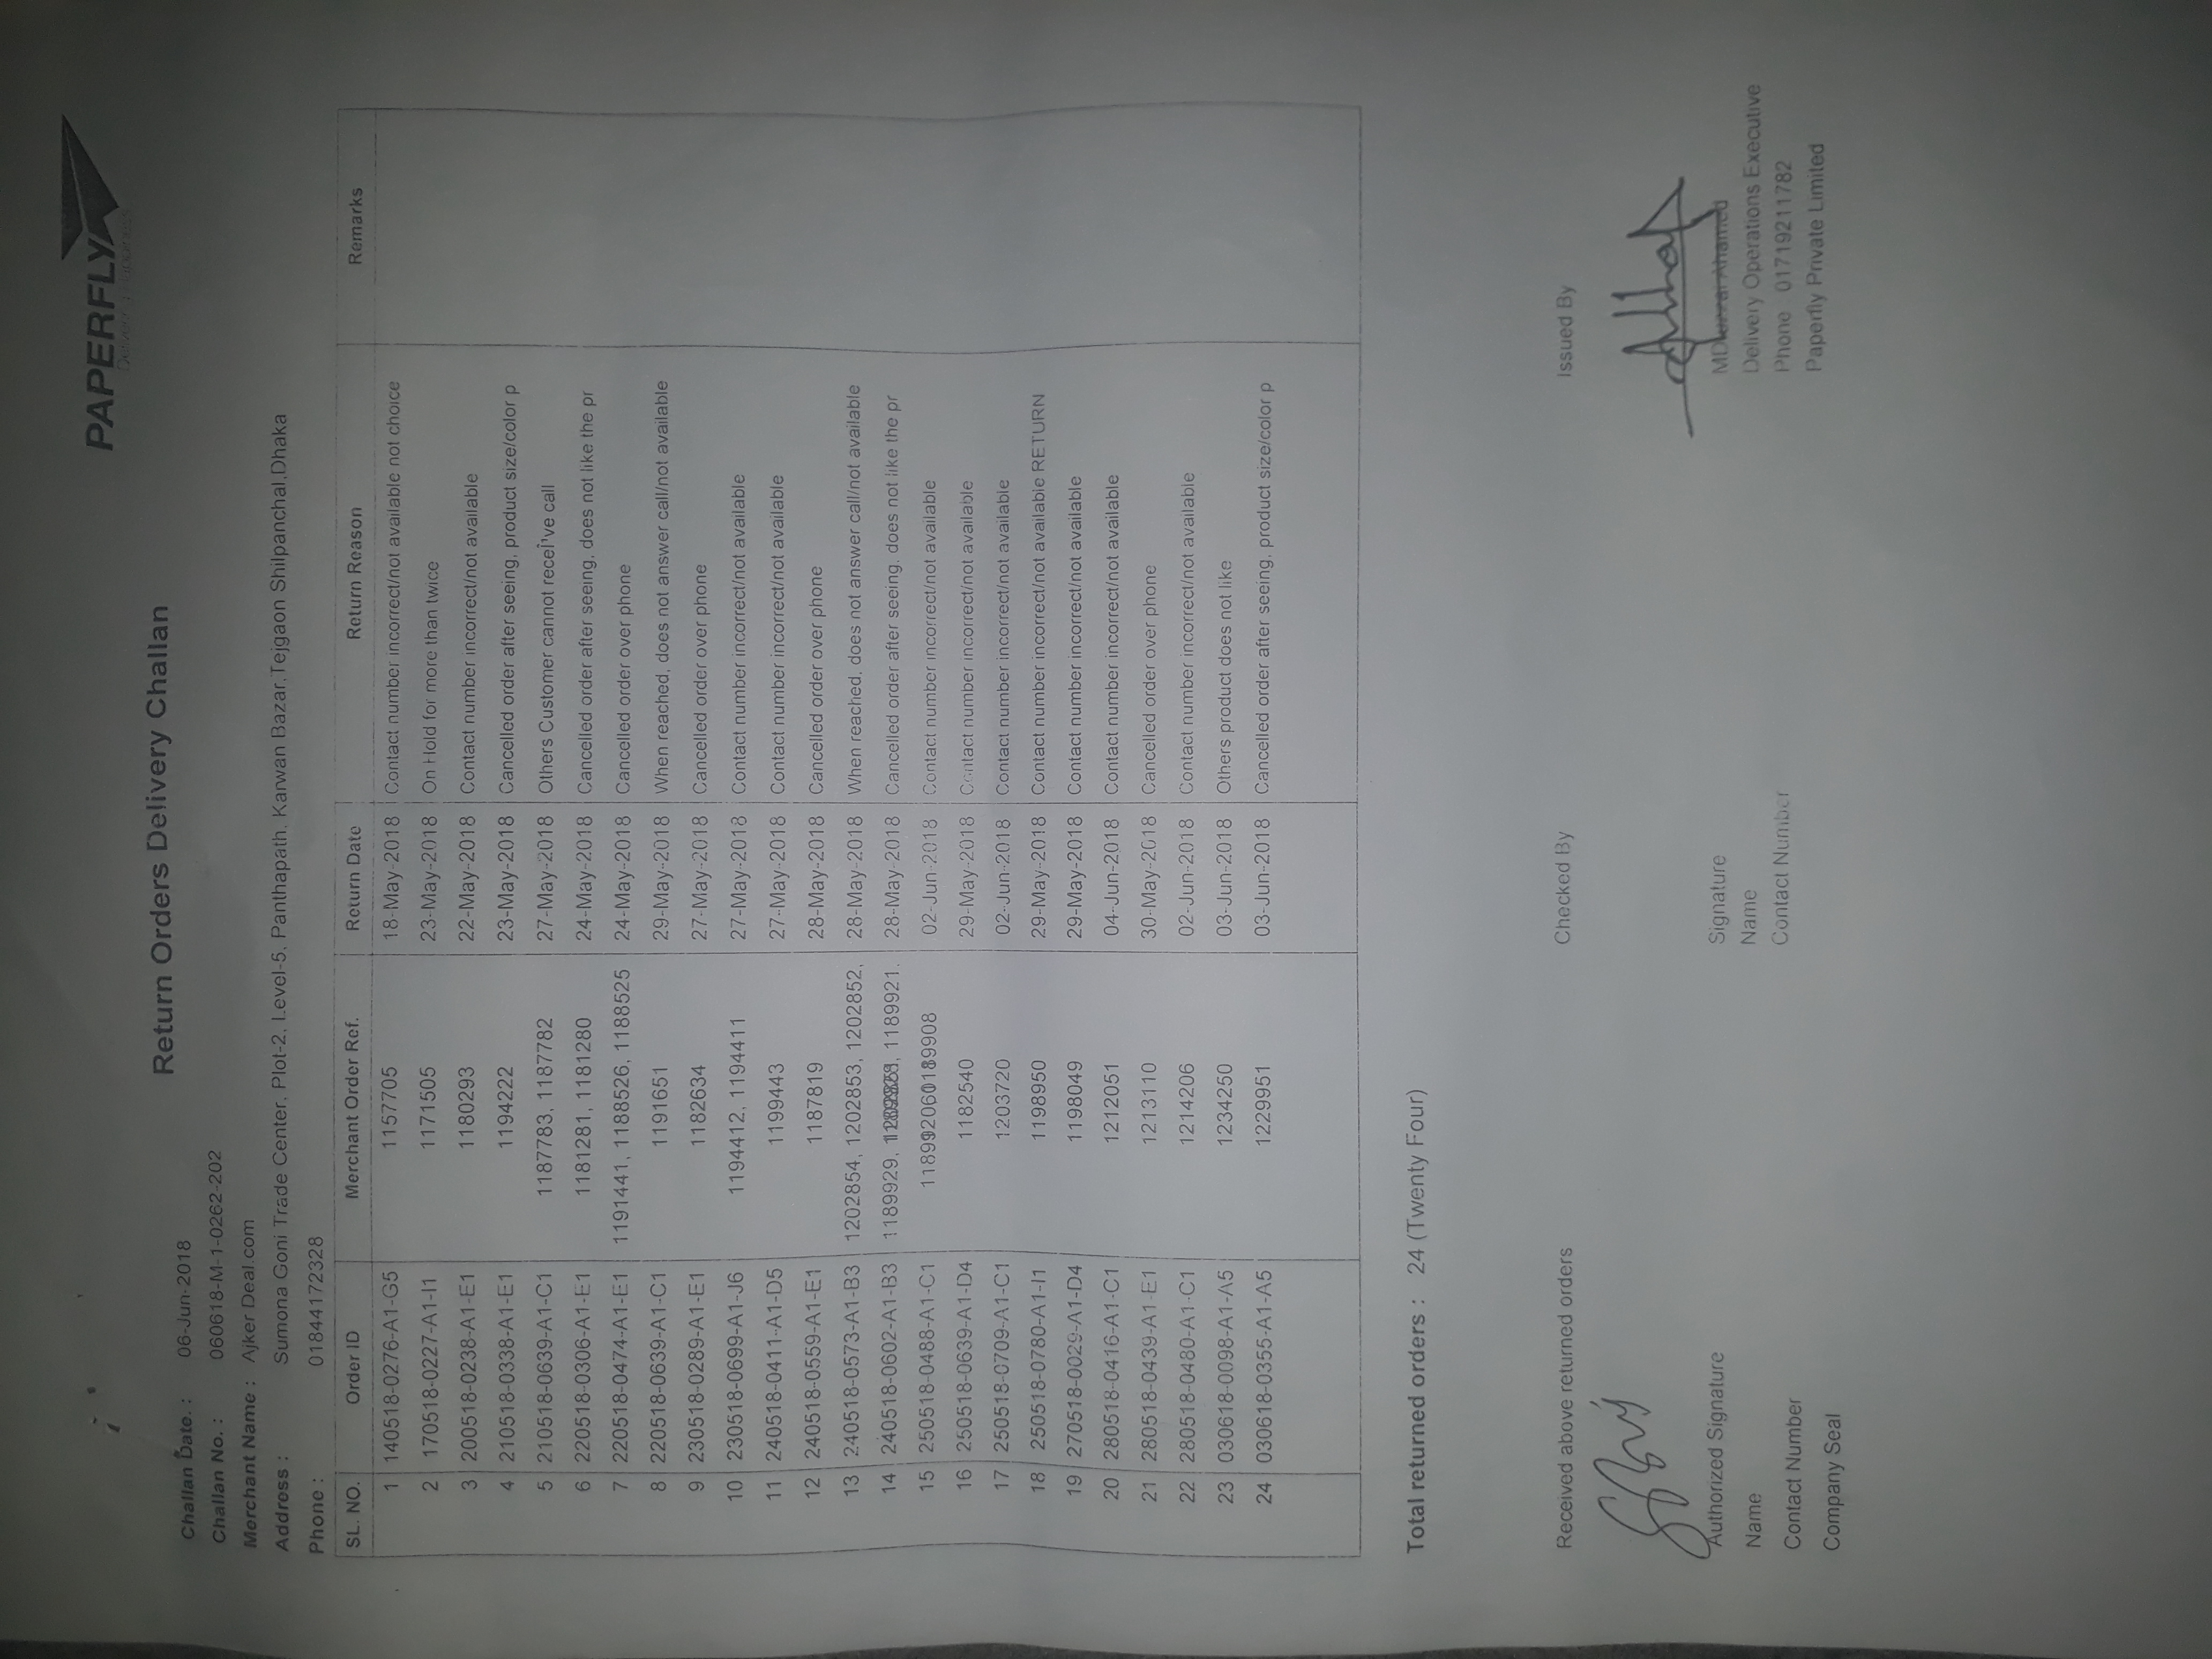 PAPERFLY
Delivering Happiness
Return Orders Delivery Challan
Challan Date. : 06-Jun-2018
Challan No. : 060618-M-1-0262-202
Merchant Name : Ajker Deal.com
Address : Sumona Goni Trade Center, Plot-2, Level-5, Panthapath, Karwan Bazar,Tejgaon Shilpanchal,Dhaka
Phone : 01844172328
SL. NO. Order ID Merchant Order Ref. Return Date Return Reason Remarks
1 140518-0276-A1-G5 1157705 18-May-2018 Contact number incorrect/not available not choice
2 170518-0227-A1-I1 1171505 23-May-2018 On Hold for more than twice
3 200518-0238-A1-E1 1180293 22-May-2018 Contact number incorrect/not available
4 210518-0338-A1-E1 1194222 23-May-2018 Cancelled order after seeing, product size/color p
5 210518-0639-A1-C1 1187783, 1187782 27-May-2018 Others Customer cannot receÎ¹ve call
6 220518-0306-A1-E1 1181281, 1181280 24-May-2018 Cancelled order after seeing, does not like the pr
7 220518-0474-A1-E1 1191441, 1188526, 1188525 24-May-2018 Cancelled order over phone
8 220518-0639-A1-C1 1191651 29-May-2018 When reached, does not answer call/not available
9 230518-0289-A1-E1 1182634 27-May-2018 Cancelled order over phone
10 230518-0699-A1-J6 1194412, 1194411 27-May-2018 Contact number incorrect/not available
11 240518-0411-A1-D5 1199443 27-May-2018 Contact number incorrect/not available
12 240518-0559-A1-E1 1187819 28-May-2018 Cancelled order over phone
13 240518-0573-A1-B3 1202854, 1202853, 1202852, 28-May-2018 When reached, does not answer call/not available
14 240518-0602-A1-B3 1189929, 1189921, 28-May-2018 Cancelled order after seeing, does not like the pr
15 250518-0488-A1-C1 02-Jun-2018 Contact number incorrect/not available
16 250518-0639-A1-D4 1182540 29-May-2018 Contact number incorrect/not available
17 250518-0709-A1-C1 1203720 02-Jun-2018 Contact number incorrect/not available
18 250518-0780-A1-I1 1198950 29-May-2018 Contact number incorrect/not available RETURN
19 270518-0029-A1-D4 1198049 29-May-2018 Contact number incorrect/not available
20 280518-0416-A1-C1 1212051 04-Jun-2018 Contact number incorrect/not available
21 280518-0439-A1-E1 1213110 30-May-2018 Cancelled order over phone
22 280518-0480-A1-C1 1214206 02-Jun-2018 Contact number incorrect/not available
23 030618-0098-A1-A5 1234250 03-Jun-2018 Others product does not like
24 030618-0355-A1-A5 1229951 03-Jun-2018 Cancelled order after seeing, product size/color p
Total returned orders : 24 (Twenty Four)
Received above returned orders Checked By Issued By
Authorized Signature Signature MD Ahamed
Name Name Delivery Operations Executive
Contact Number Contact Number Phone 01719211782
Company Seal Paperfly Private Limited